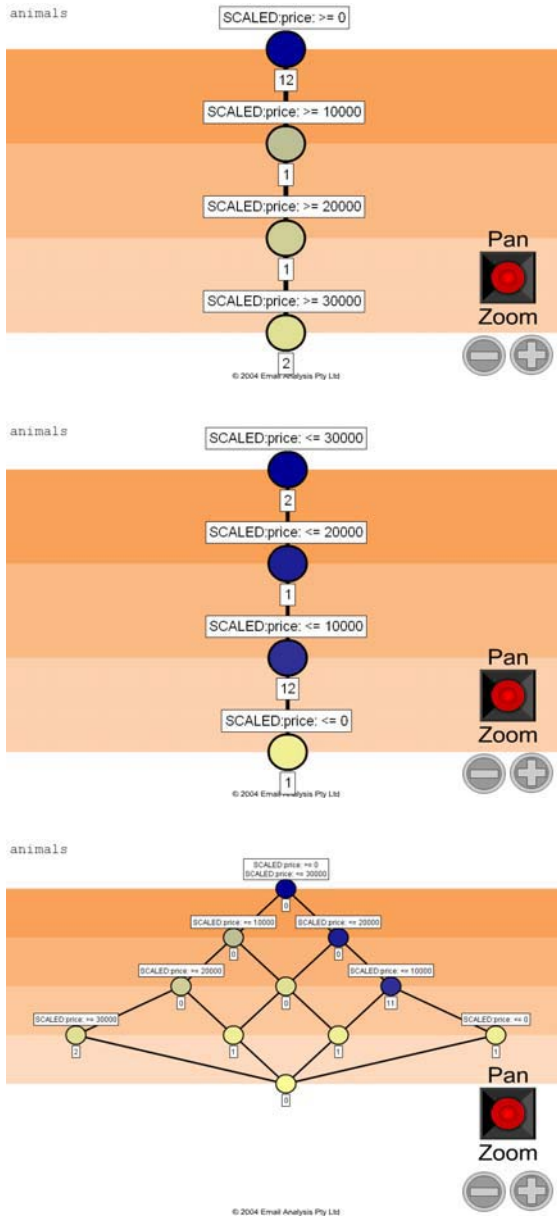 animals
SCALED:price: >= 0
12
SCALED:price: >= 10000
1
SCALED:price: >= 20000
1
SCALED:price: >= 30000
2
Pan
Zoom
© 2004 Email Analysis Pty Ltd
animals
SCALED:price: <= 30000
2
SCALED:price: <= 20000
1
SCALED:price: <= 10000
12
SCALED:price: <= 0
1
Pan
Zoom
© 2004 Email Analysis Pty Ltd
animals
SCALED:price: >= 0
SCALED:price: <= 30000
0
SCALED:price: >= 10000 SCALED:price: <= 20000
0 0
SCALED:price: >= 20000 SCALED:price: <= 10000
0 0 11
SCALED:price: >= 30000 SCALED:price: <= 0
2 1 1 1
0
Pan
Zoom
© 2004 Email Analysis Pty Ltd